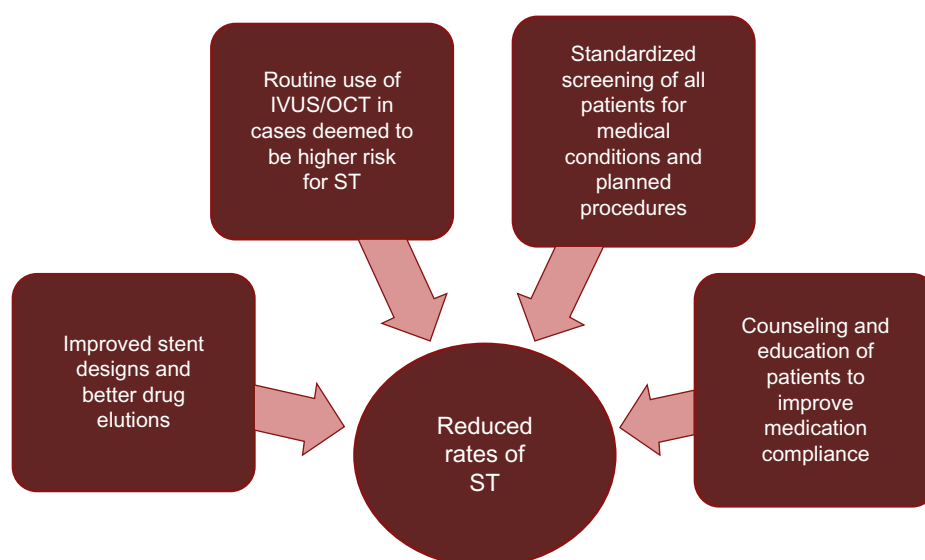 Improved stent
designs and
better drug
elutions
Routine use of
IVUS/OCT in
cases deemed to
be higher risk
for ST
Standardized
screening of all
patients for
medical
conditions and
planned
procedures
Counseling and
education of
patients to
improve
medication
compliance
Reduced
rates of
ST